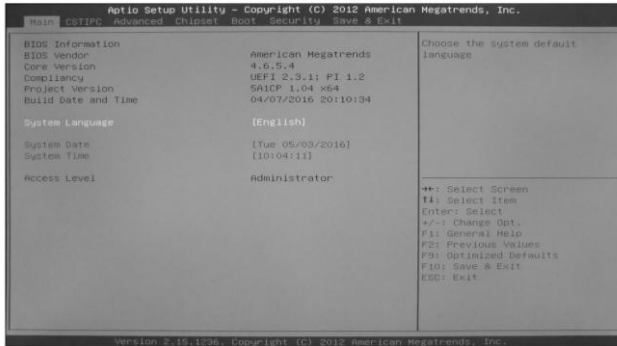 Aptio Setup Utility – Copyright (C) 2012 American Megatrends, Inc.
Main CSTIPC Advanced Chipset Boot Security Save & Exit
BIOS Information
BIOS Vendor American Megatrends
Core Version 4.6.5.4
Compliancy UEFI 2.3.1; PI 1.2
Project Version SA1CP 1.04 x64
Build Date and Time 04/07/2016 20:10:34
System Language [English]
System Date [Tue 05/03/2016]
System Time [10:04:11]
Access Level Administrator
Choose the system default
language
→←: Select Screen
↑↓: Select Item
Enter: Select
+/-: Change Opt.
F1: General Help
F2: Previous Values
F9: Optimized Defaults
F10: Save & Exit
ESC: Exit
Version 2.15.1236. Copyright (C) 2012 American Megatrends, Inc.